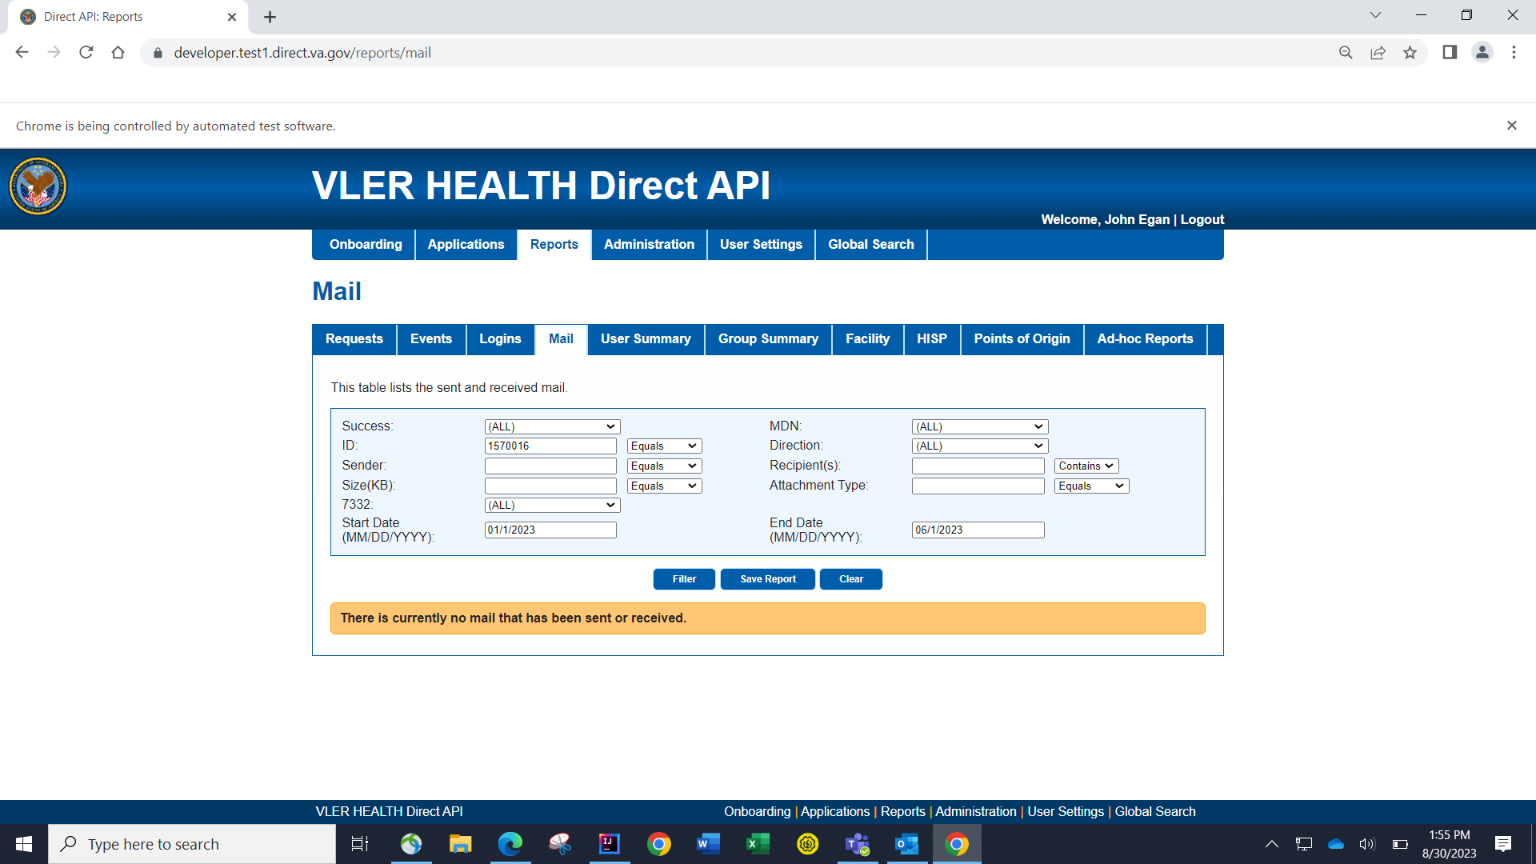 Direct API: Reports
developer.test1.direct.va.gov/reports/mail
Chrome is being controlled by automated test software.
VLER HEALTH Direct API
Welcome, John Egan | Logout
Onboarding Applications Reports Administration User Settings Global Search
Mail
Requests Events Logins Mail User Summary Group Summary Facility HISP Points of Origin Ad-hoc Reports
This table lists the sent and received mail.
Success: (ALL) MDN: (ALL)
ID: 1570016 Equals Direction: (ALL)
Sender: Equals Recipient(s): Contains
Size(KB): Equals Attachment Type: Equals
7332: (ALL)
Start Date (MM/DD/YYYY): 01/1/2023 End Date (MM/DD/YYYY): 06/1/2023
Filter Save Report Clear
There is currently no mail that has been sent or received.
VLER HEALTH Direct API Onboarding | Applications | Reports | Administration | User Settings | Global Search
Type here to search
1:55 PM
8/30/2023